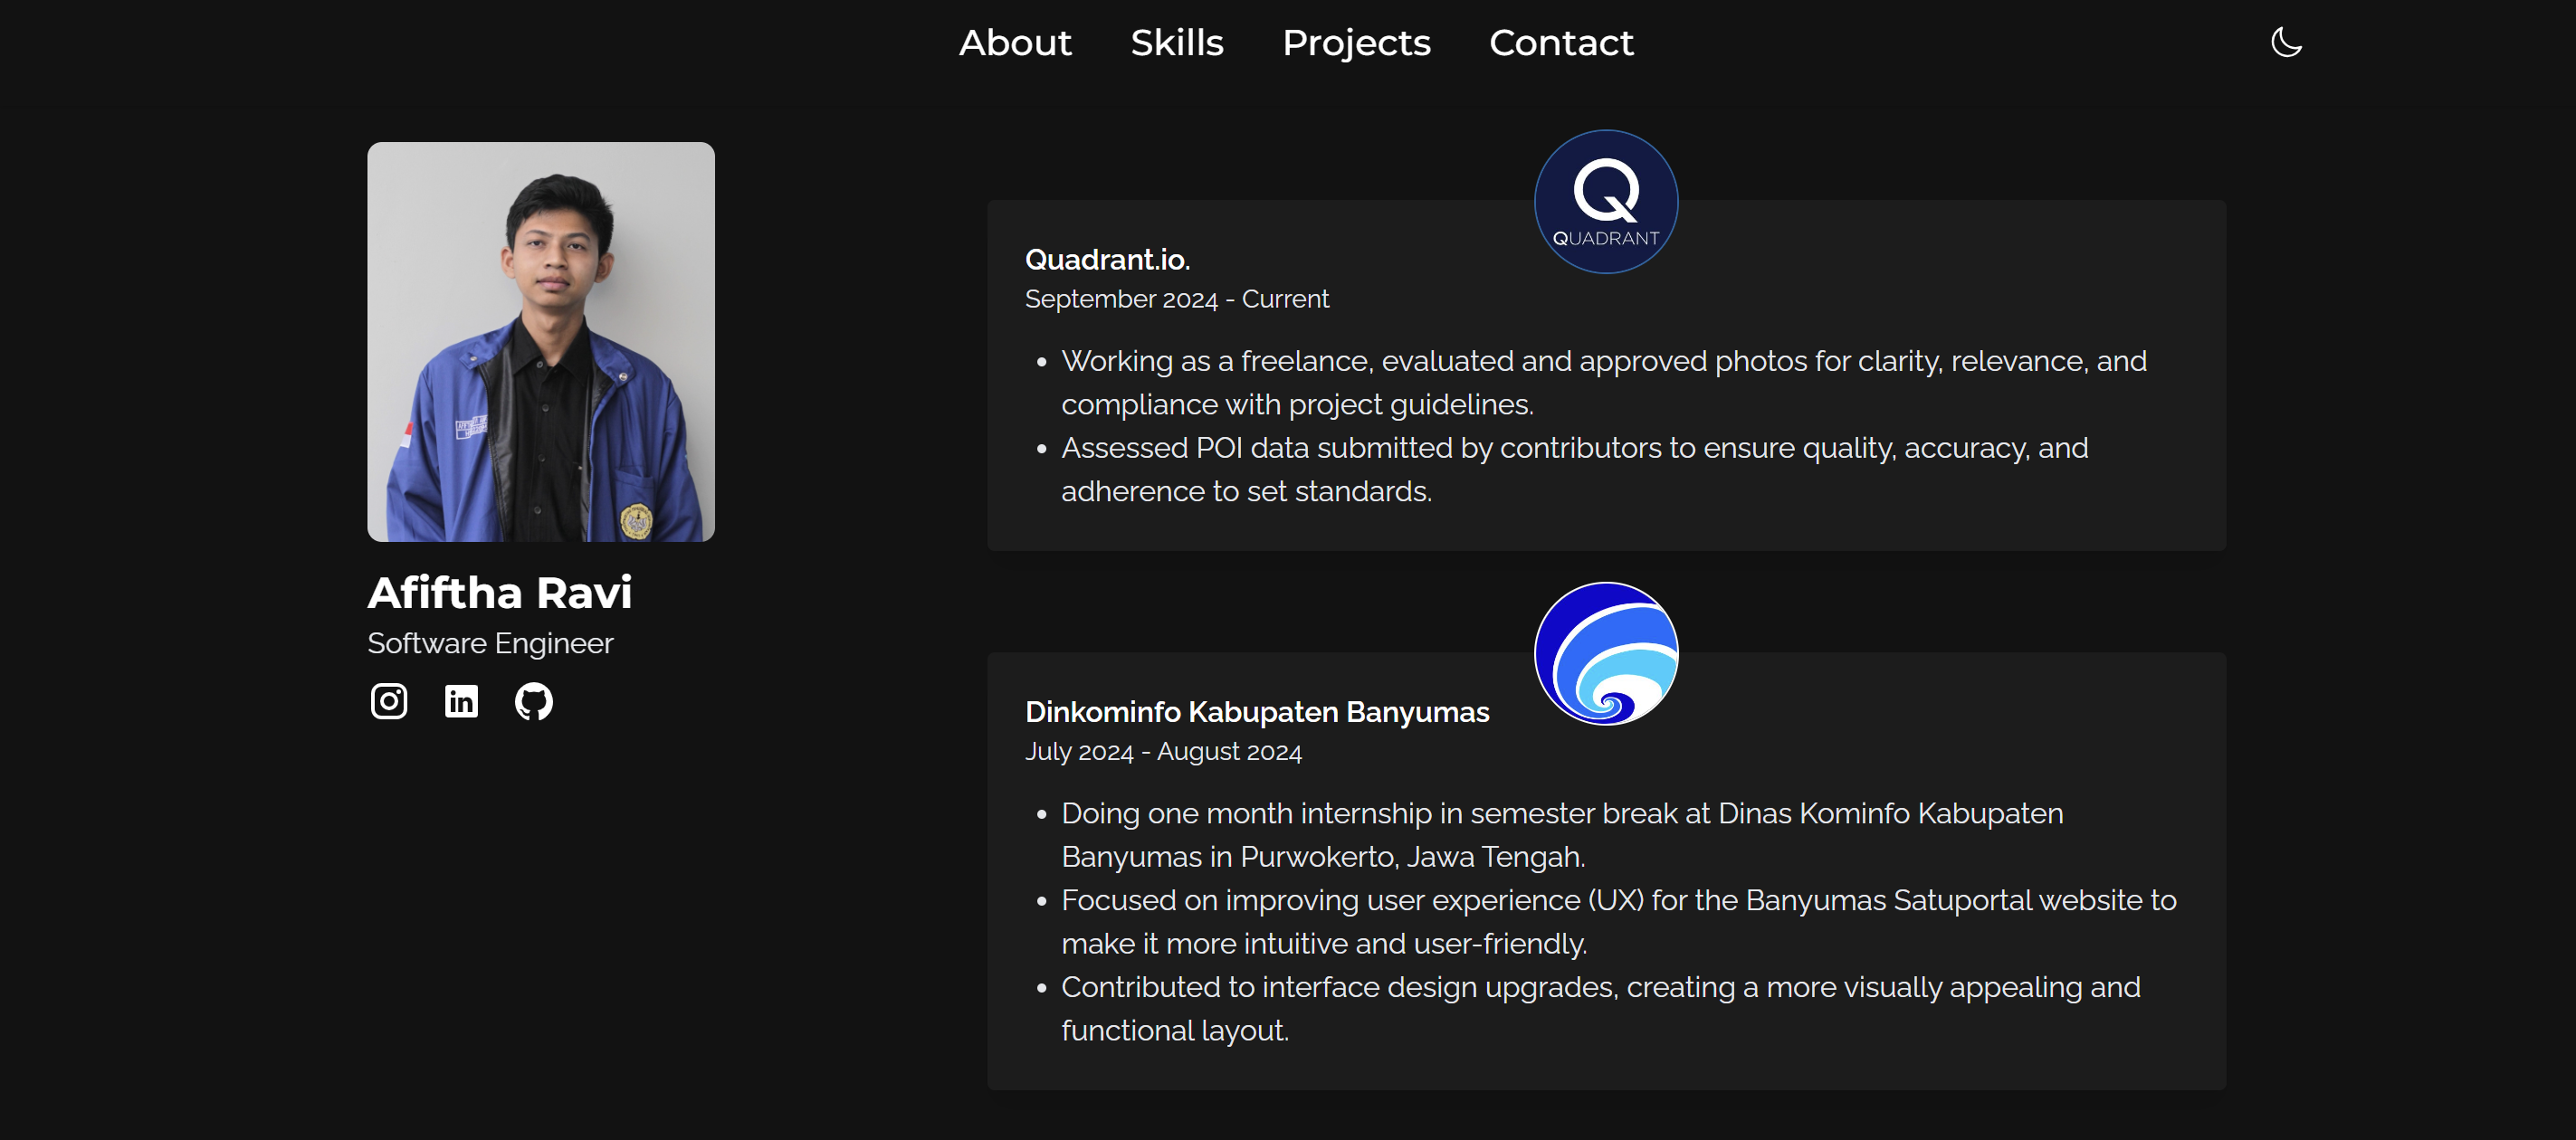 About Skills Projects Contact
QUADRANT
Quadrant.io.
September 2024 - Current
• Working as a freelance, evaluated and approved photos for clarity, relevance, and
compliance with project guidelines.
• Assessed POI data submitted by contributors to ensure quality, accuracy, and
adherence to set standards.
Afiftha Ravi
Software Engineer
Dinkominfo Kabupaten Banyumas
July 2024 - August 2024
• Doing one month internship in semester break at Dinas Kominfo Kabupaten
Banyumas in Purwokerto, Jawa Tengah.
• Focused on improving user experience (UX) for the Banyumas Satuportal website to
make it more intuitive and user-friendly.
• Contributed to interface design upgrades, creating a more visually appealing and
functional layout.